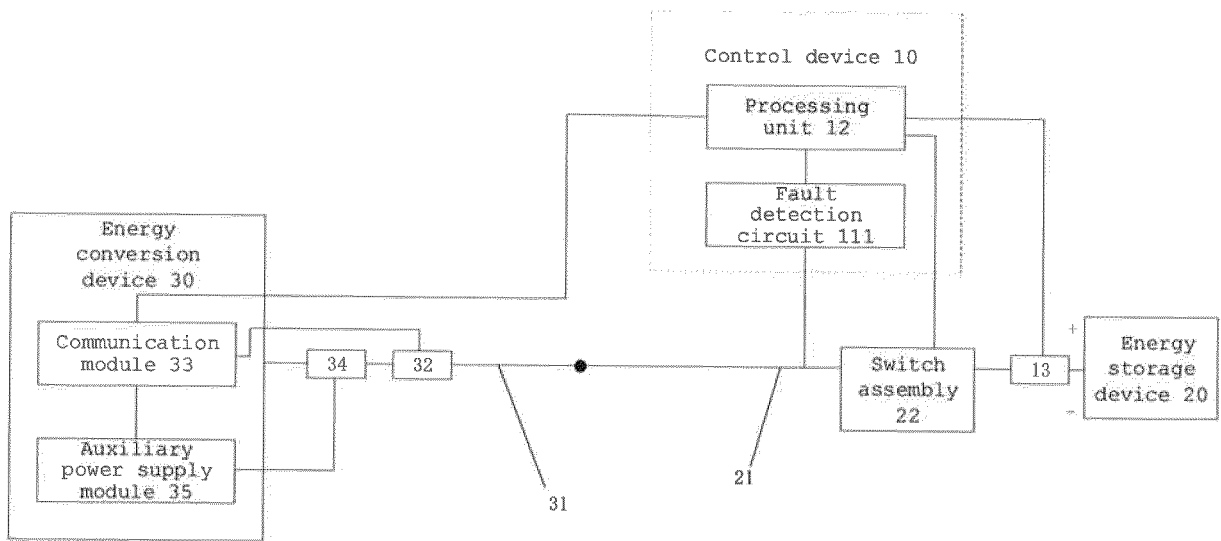 Control device 10
Processing
unit 12
Fault
detection
circuit 111
Energy
conversion
device 30
Communication
module 33
Auxiliary
power supply
module 35
34
32
31
21
Switch
assembly
22
13
+
-
Energy
storage
device 20